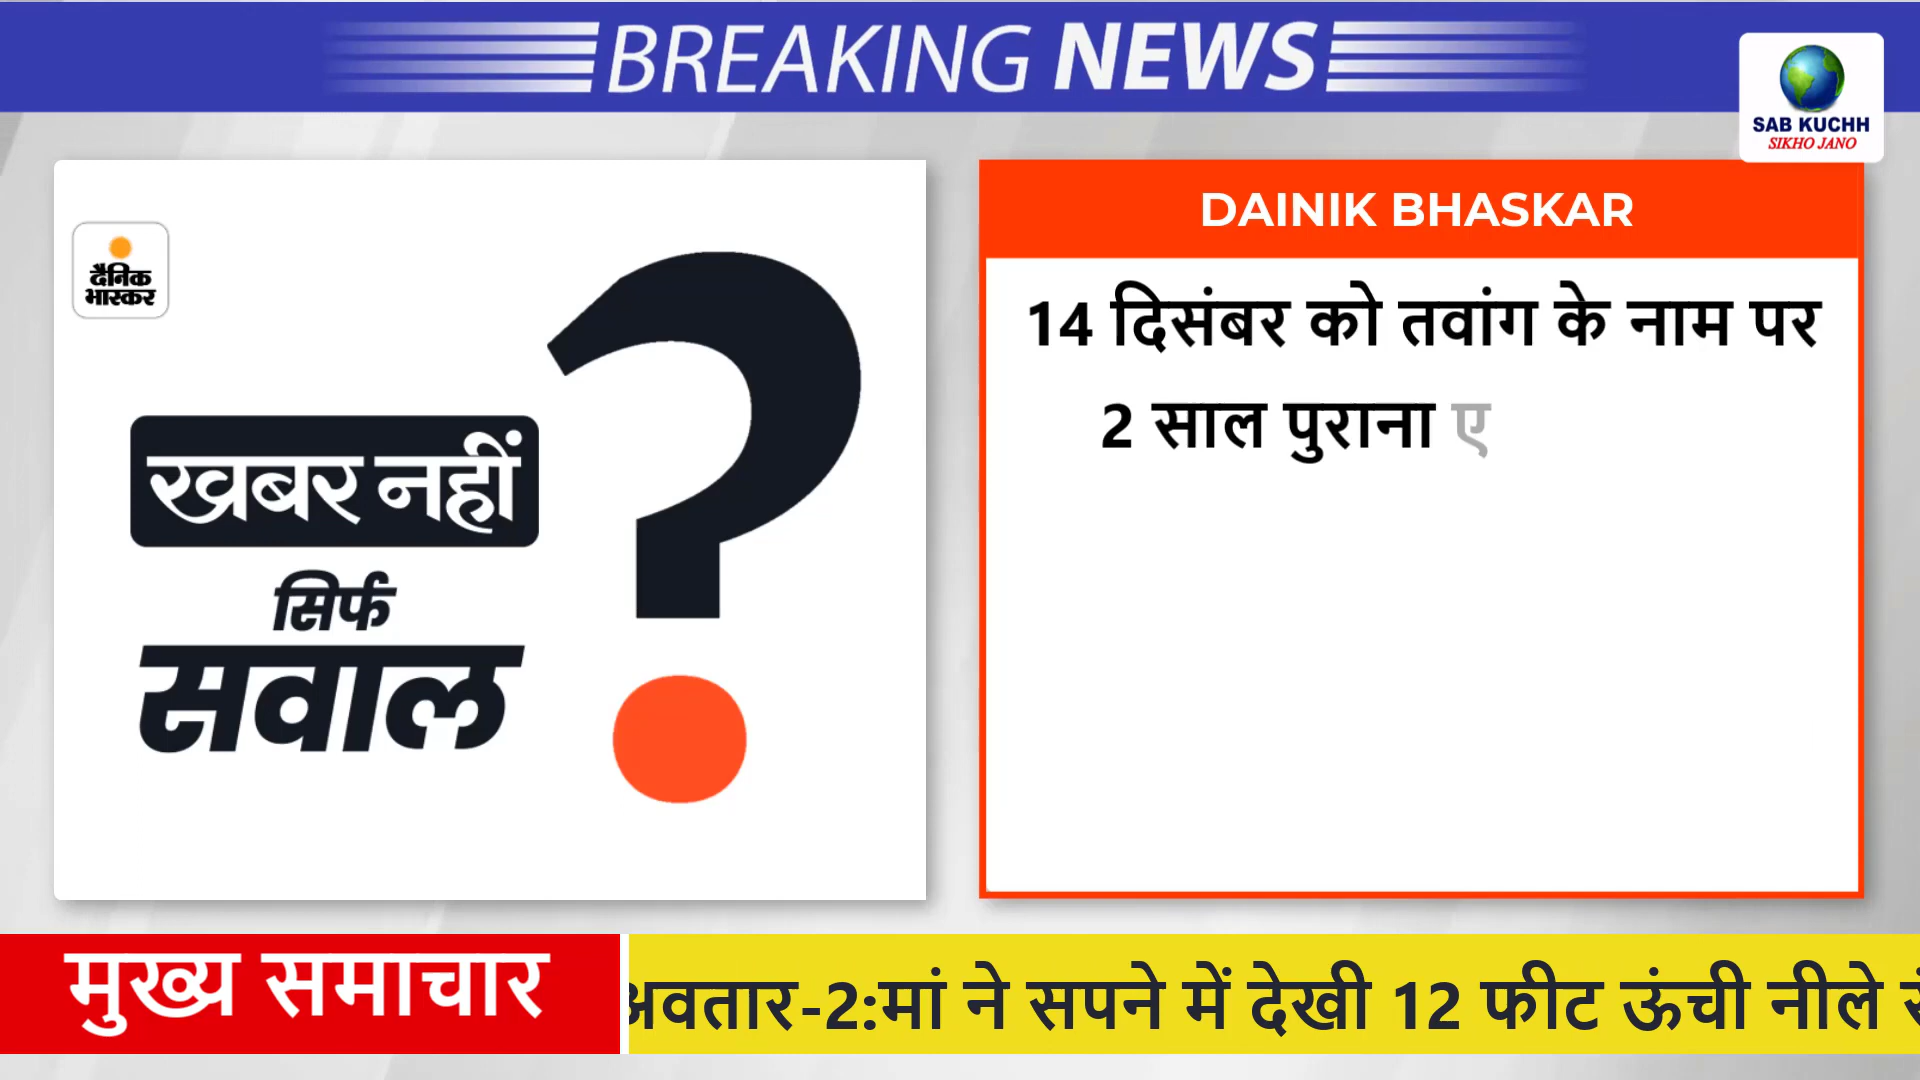 BREAKING NEWS
SAB KUCHH
SIKHO JANO
दैनिक
भास्कर
खबर नहीं
सिर्फ
सवाल
DAINIK BHASKAR
14 दिसंबर को तवांग के नाम पर
2 साल पुराना ए
मुख्य समाचार
अवतार-2:मां ने सपने में देखी 12 फीट ऊंची नीले